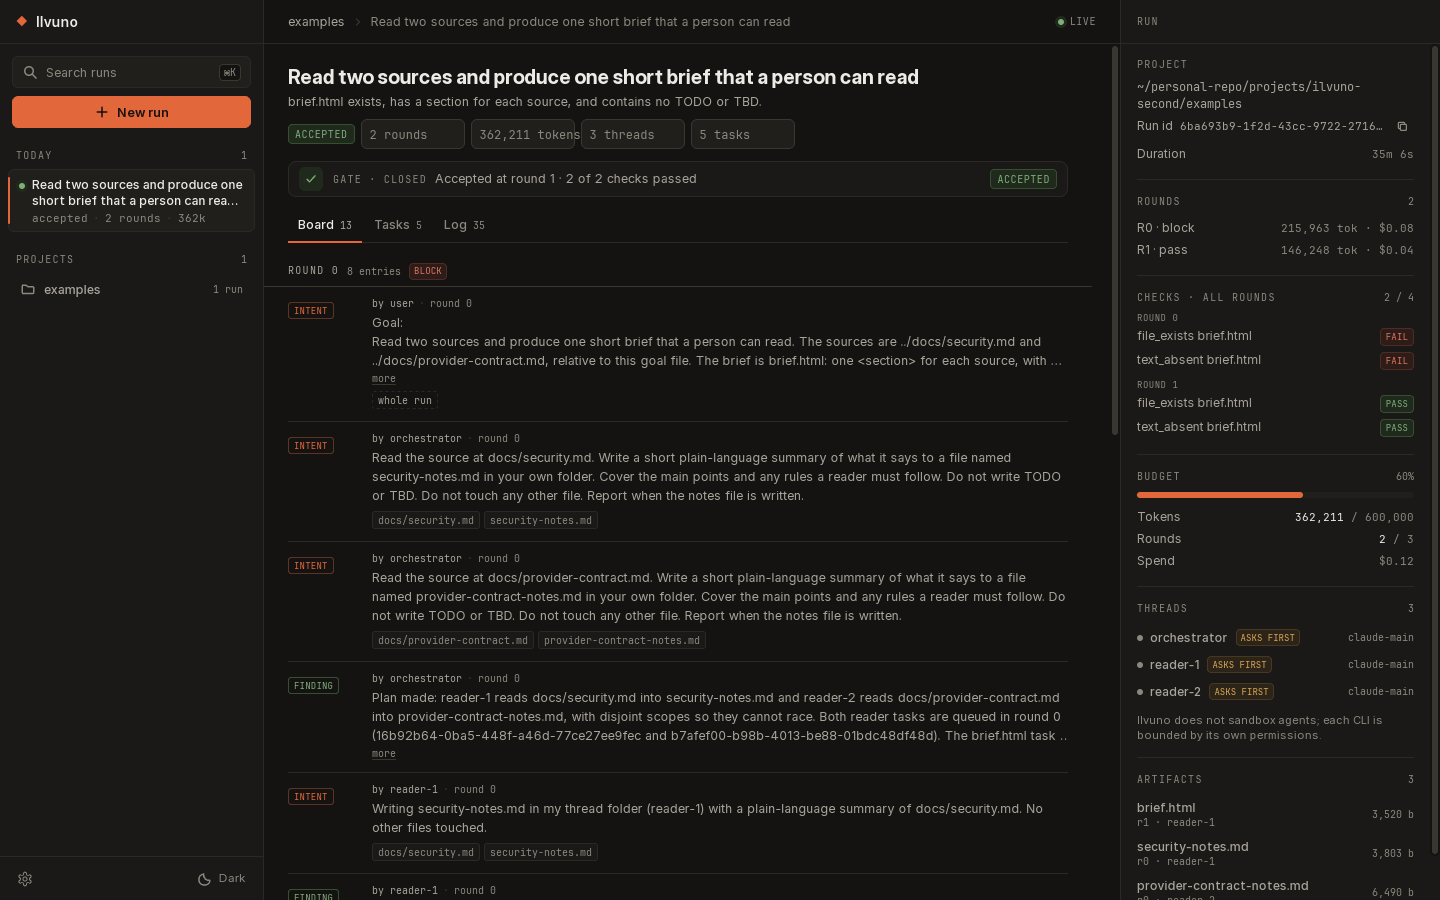 Ilvuno
Search runs
⌘K
New run
TODAY 1
Read two sources and produce one
short brief that a person can rea…
accepted · 2 rounds · 362k
PROJECTS 1
examples 1 run
Dark
examples › Read two sources and produce one short brief that a person can read
LIVE
Read two sources and produce one short brief that a person can read
brief.html exists, has a section for each source, and contains no TODO or TBD.
ACCEPTED 2 rounds 362,211 tokens 3 threads 5 tasks
GATE · CLOSED Accepted at round 1 · 2 of 2 checks passed ACCEPTED
Board 13 Tasks 5 Log 35
ROUND 0 8 entries BLOCK
INTENT
by user · round 0
Goal:
Read two sources and produce one short brief that a person can read. The sources are ../docs/security.md and
../docs/provider-contract.md, relative to this goal file. The brief is brief.html: one <section> for each source, with …
more
whole run
INTENT
by orchestrator · round 0
Read the source at docs/security.md. Write a short plain-language summary of what it says to a file named
security-notes.md in your own folder. Cover the main points and any rules a reader must follow. Do not write TODO
or TBD. Do not touch any other file. Report when the notes file is written.
docs/security.md security-notes.md
INTENT
by orchestrator · round 0
Read the source at docs/provider-contract.md. Write a short plain-language summary of what it says to a file
named provider-contract-notes.md in your own folder. Cover the main points and any rules a reader must follow. Do
not write TODO or TBD. Do not touch any other file. Report when the notes file is written.
docs/provider-contract.md provider-contract-notes.md
FINDING
by orchestrator · round 0
Plan made: reader-1 reads docs/security.md into security-notes.md and reader-2 reads docs/provider-contract.md
into provider-contract-notes.md, with disjoint scopes so they cannot race. Both reader tasks are queued in round 0
(16b92b64-0ba5-448f-a46d-77ce27ee9fec and b7afef00-b98b-4013-be88-01bdc48df48d). The brief.html task ..
more
INTENT
by reader-1 · round 0
Writing security-notes.md in my thread folder (reader-1) with a plain-language summary of docs/security.md. No
other files touched.
docs/security.md security-notes.md
FINDING
by reader-1 · round 0
RUN
PROJECT
~/personal-repo/projects/ilvuno-
second/examples
Run id 6ba693b9-1f2d-43cc-9722-2716…
Duration 35m 6s
ROUNDS 2
R0 · block 215,963 tok · $0.08
R1 · pass 146,248 tok · $0.04
CHECKS · ALL ROUNDS 2 / 4
ROUND 0
file_exists brief.html FAIL
text_absent brief.html FAIL
ROUND 1
file_exists brief.html PASS
text_absent brief.html PASS
BUDGET 60%
Tokens 362,211 / 600,000
Rounds 2 / 3
Spend $0.12
THREADS 3
orchestrator ASKS FIRST claude-main
reader-1 ASKS FIRST claude-main
reader-2 ASKS FIRST claude-main
Ilvuno does not sandbox agents; each CLI is
bounded by its own permissions.
ARTIFACTS 3
brief.html 3,520 b
r1 · reader-1
security-notes.md 3,803 b
r0 · reader-1
provider-contract-notes.md 6,490 b
r0 · reader-2